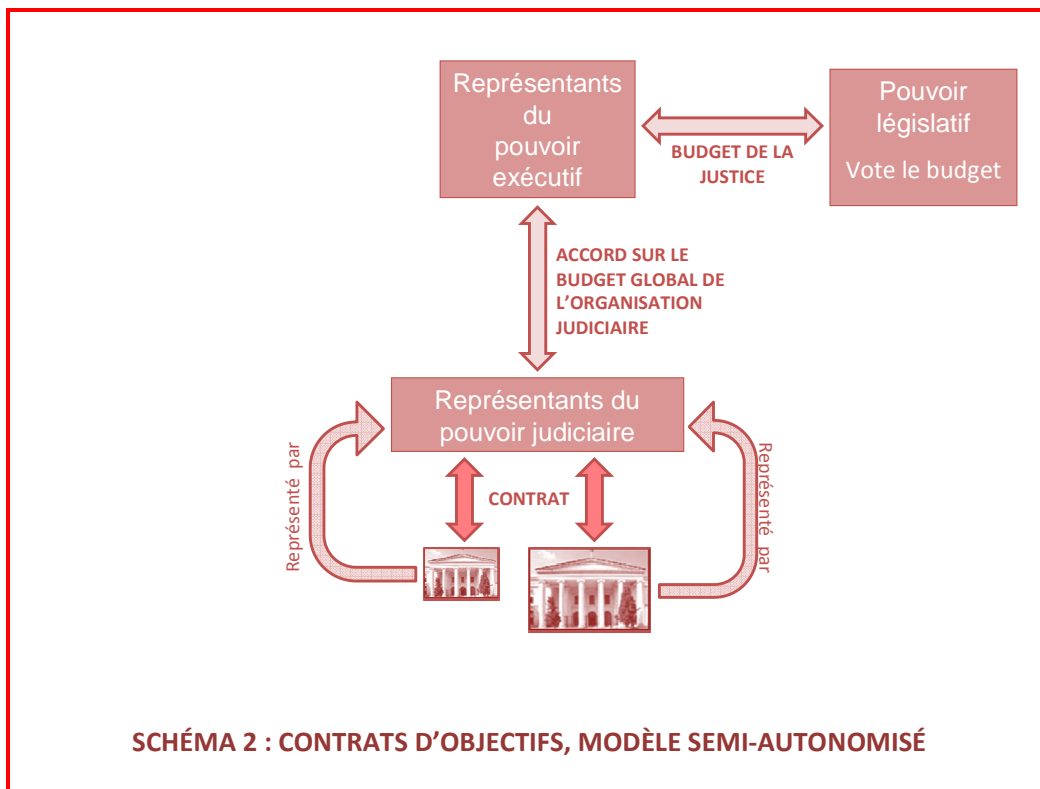 Représentants
du
pouvoir
exécutif
Pouvoir
législatif
Vote le budget
BUDGET DE LA
JUSTICE
ACCORD SUR LE
BUDGET GLOBAL DE
L’ORGANISATION
JUDICIAIRE
Représentants du
pouvoir judiciaire
Représenté par
Représenté par
CONTRAT
SCHÉMA 2 : CONTRATS D’OBJECTIFS, MODÈLE SEMI-AUTONOMISÉ